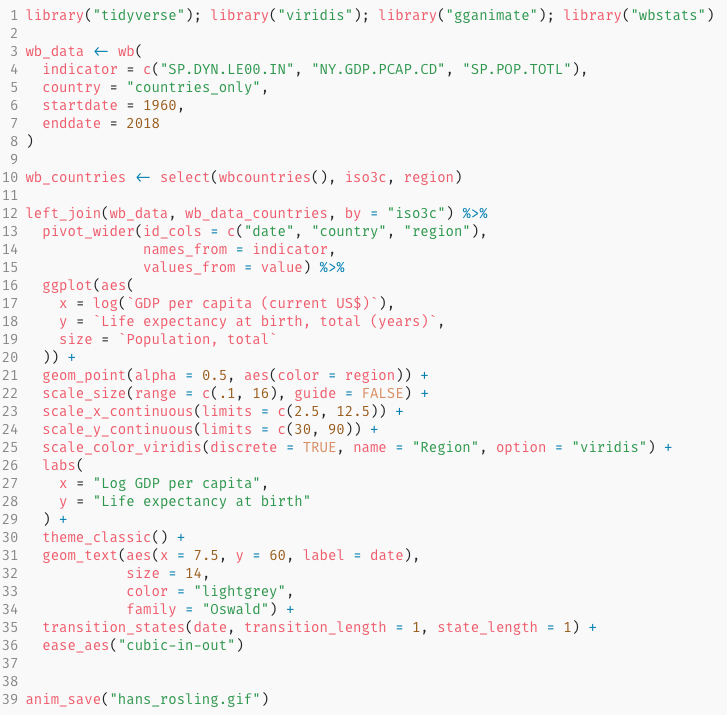 1 library("tidyverse"); library("viridis"); library("gganimate"); library("wbstats")
2
3 wb_data <- wb(
4   indicator = c("SP.DYN.LE00.IN", "NY.GDP.PCAP.CD", "SP.POP.TOTL"),
5   country = "countries_only",
6   startdate = 1960,
7   enddate = 2018
8 )
9
10 wb_countries <- select(wbcountries(), iso3c, region)
11
12 left_join(wb_data, wb_data_countries, by = "iso3c") %>%
13   pivot_wider(id_cols = c("date", "country", "region"),
14               names_from = indicator,
15               values_from = value) %>%
16   ggplot(aes(
17     x = log(`GDP per capita (current US$)`),
18     y = `Life expectancy at birth, total (years)`,
19     size = `Population, total`
20   )) +
21   geom_point(alpha = 0.5, aes(color = region)) +
22   scale_size(range = c(.1, 16), guide = FALSE) +
23   scale_x_continuous(limits = c(2.5, 12.5)) +
24   scale_y_continuous(limits = c(30, 90)) +
25   scale_color_viridis(discrete = TRUE, name = "Region", option = "viridis") +
26   labs(
27     x = "Log GDP per capita",
28     y = "Life expectancy at birth"
29   ) +
30   theme_classic() +
31   geom_text(aes(x = 7.5, y = 60, label = date),
32             size = 14,
33             color = "lightgrey",
34             family = "Oswald") +
35   transition_states(date, transition_length = 1, state_length = 1) +
36   ease_aes("cubic-in-out")
37
38
39 anim_save("hans_rosling.gif")